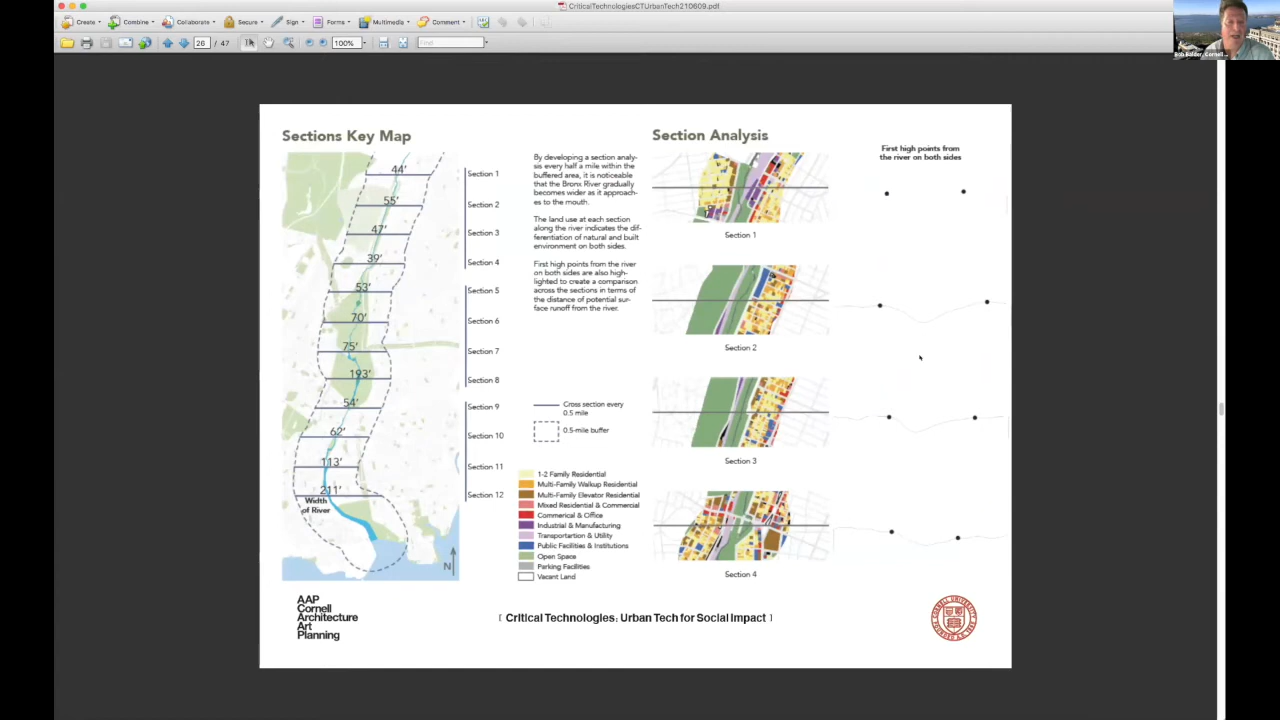 CriticalTechnologiesCTUrbanTech210609.pdf
Create
Combine
Collaborate
Secure
Sign
Forms
Multimedia
Comment
26 / 47
100%
Find
Bob Balder, Cornell ...
Sections Key Map
44'
55'
47'
39'
53'
70'
75'
193'
54'
62'
113'
211'
Width
of River
N
Section 1
Section 2
Section 3
Section 4
Section 5
Section 6
Section 7
Section 8
Section 9
Section 10
Section 11
Section 12
By developing a section analy-
sis every half a mile within the
buffered area, it is noticeable
that the Bronx River gradually
becomes wider as it approach-
es to the mouth.
The land use at each section
along the river indicates the dif-
ferentiation of natural and built
environment on both sides.
First high points from the river
on both sides are also high-
lighted to create a comparison
across the sections in terms of
the distance of potential sur-
face runoff from the river.
Cross section every
0.5 mile
0.5-mile buffer
1-2 Family Residential
Multi-Family Walkup Residential
Multi-Family Elevator Residential
Mixed Residential & Commercial
Commerical & Office
Industrial & Manufacturing
Transportartion & Utility
Public Facilities & Institutions
Open Space
Parking Facilities
Vacant Land
Section Analysis
Section 1
Section 2
Section 3
Section 4
First high points from
the river on both sides
AAP
Cornell
Architecture
Art
Planning
[ Critical Technologies: Urban Tech for Social Impact ]